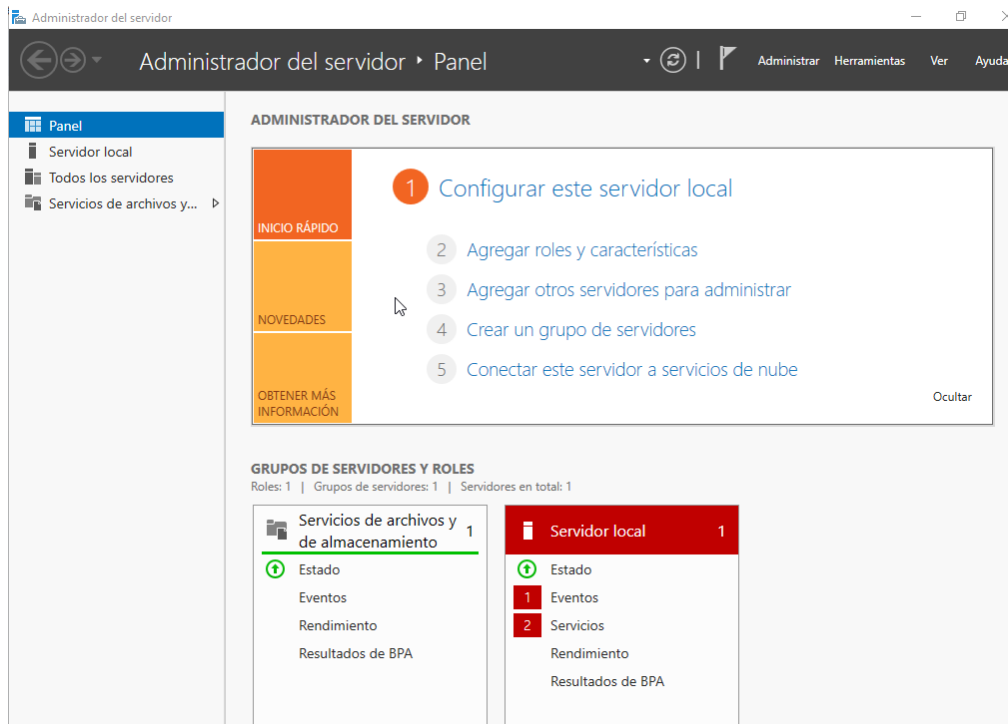 Administrador del servidor
Administrador del servidor ‣ Panel
Administrar Herramientas Ver Ayuda
Panel
Servidor local
Todos los servidores
Servicios de archivos y...
ADMINISTRADOR DEL SERVIDOR
INICIO RÁPIDO
NOVEDADES
OBTENER MÁS
INFORMACIÓN
1 Configurar este servidor local
2 Agregar roles y características
3 Agregar otros servidores para administrar
4 Crear un grupo de servidores
5 Conectar este servidor a servicios de nube
Ocultar
GRUPOS DE SERVIDORES Y ROLES
Roles: 1 | Grupos de servidores: 1 | Servidores en total: 1
Servicios de archivos y
de almacenamiento 1
Estado
Eventos
Rendimiento
Resultados de BPA
Servidor local 1
Estado
1 Eventos
2 Servicios
Rendimiento
Resultados de BPA